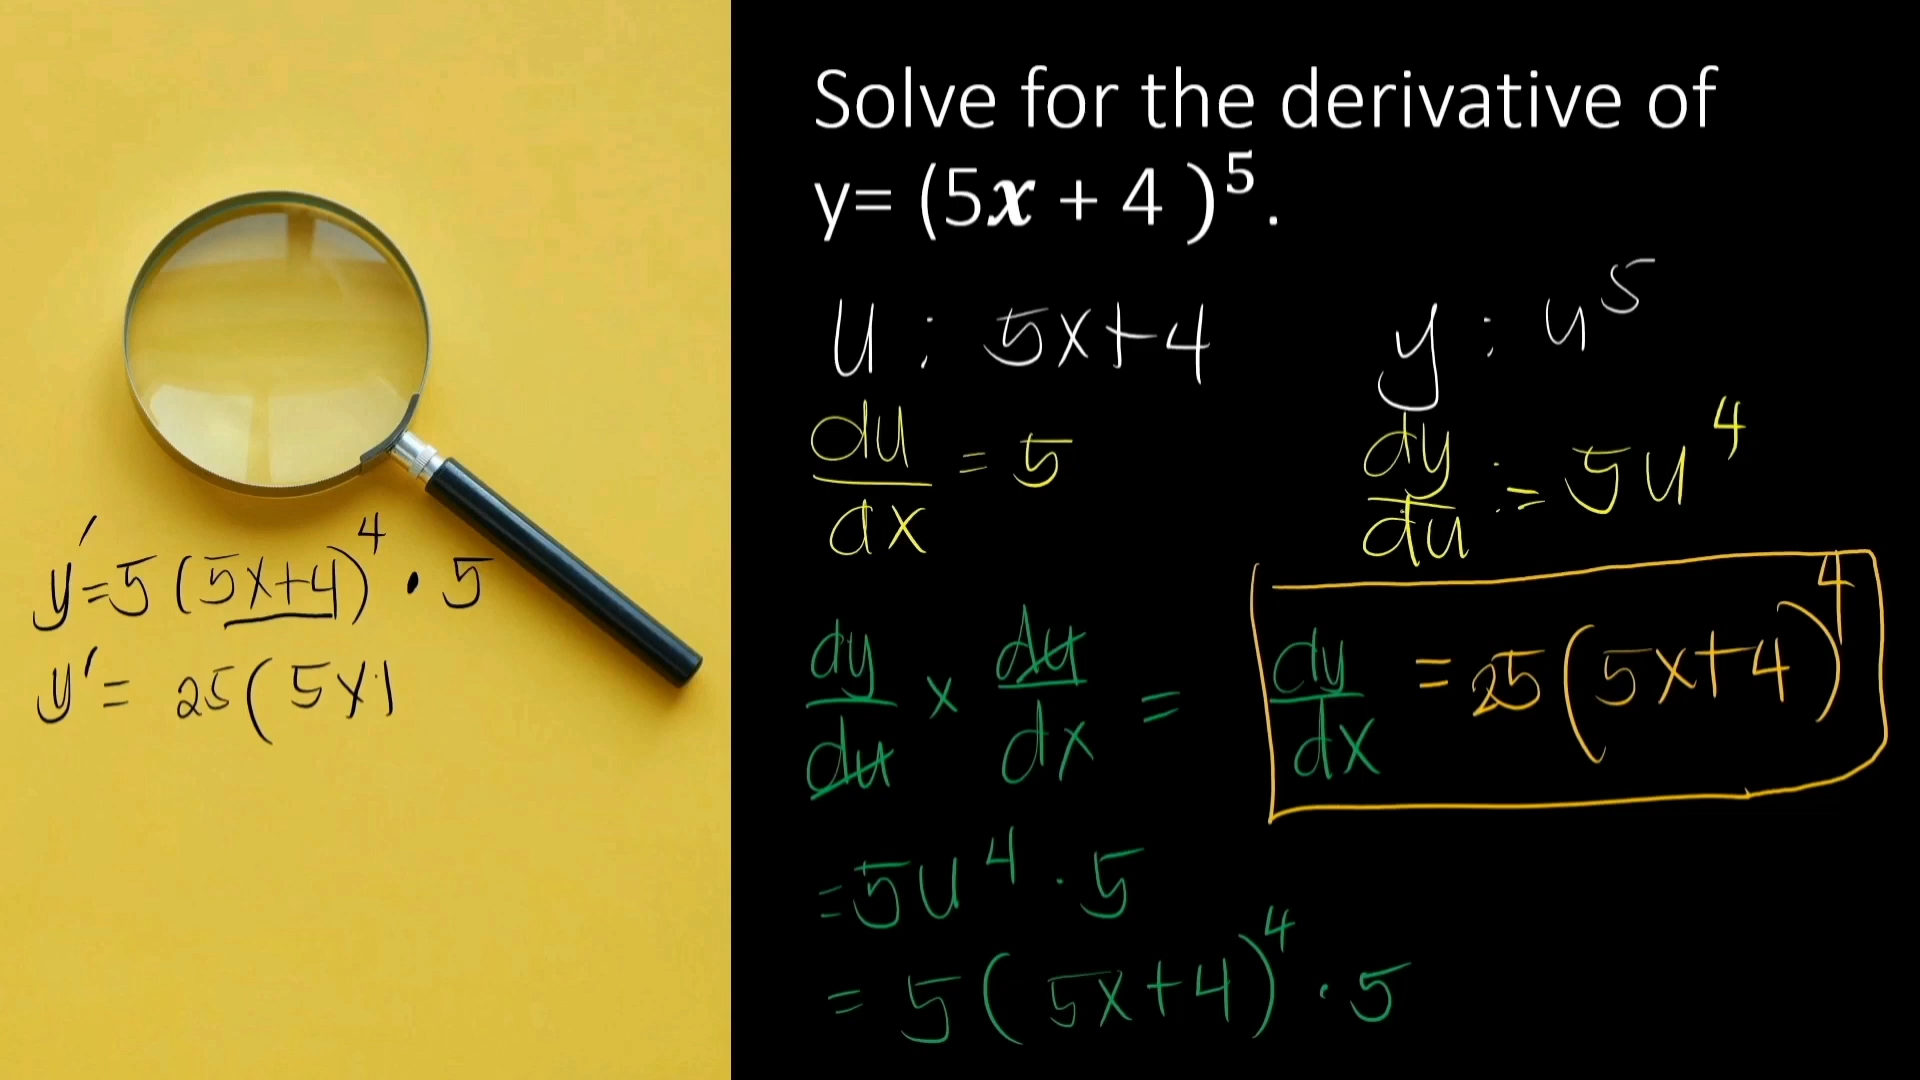 Solve for the derivative of
y= (5x + 4 )⁵.
u : 5x+4
y : u⁵
du/dx = 5
dy/du := 5u⁴
dy/du x du/dx =
dy/dx = 25(5x+4)⁴
=5u⁴ · 5
= 5(5x+4)⁴ · 5
y'=5(5x+4)⁴ · 5
y' = 25(5x